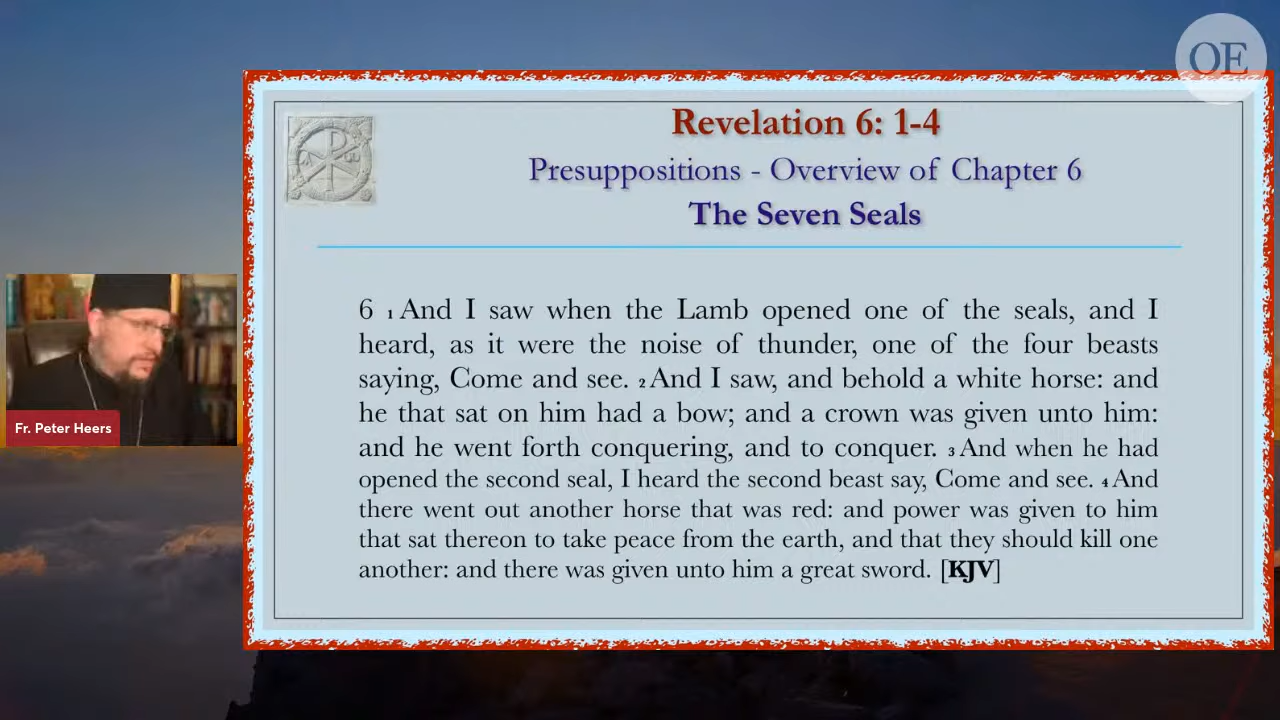 OE
Revelation 6: 1-4
Presuppositions - Overview of Chapter 6
The Seven Seals
6 1 And I saw when the Lamb opened one of the seals, and I
heard, as it were the noise of thunder, one of the four beasts
saying, Come and see. 2 And I saw, and behold a white horse: and
he that sat on him had a bow; and a crown was given unto him:
and he went forth conquering, and to conquer. 3 And when he had
opened the second seal, I heard the second beast say, Come and see. 4 And
there went out another horse that was red: and power was given to him
that sat thereon to take peace from the earth, and that they should kill one
another: and there was given unto him a great sword. [KJV]
Fr. Peter Heers